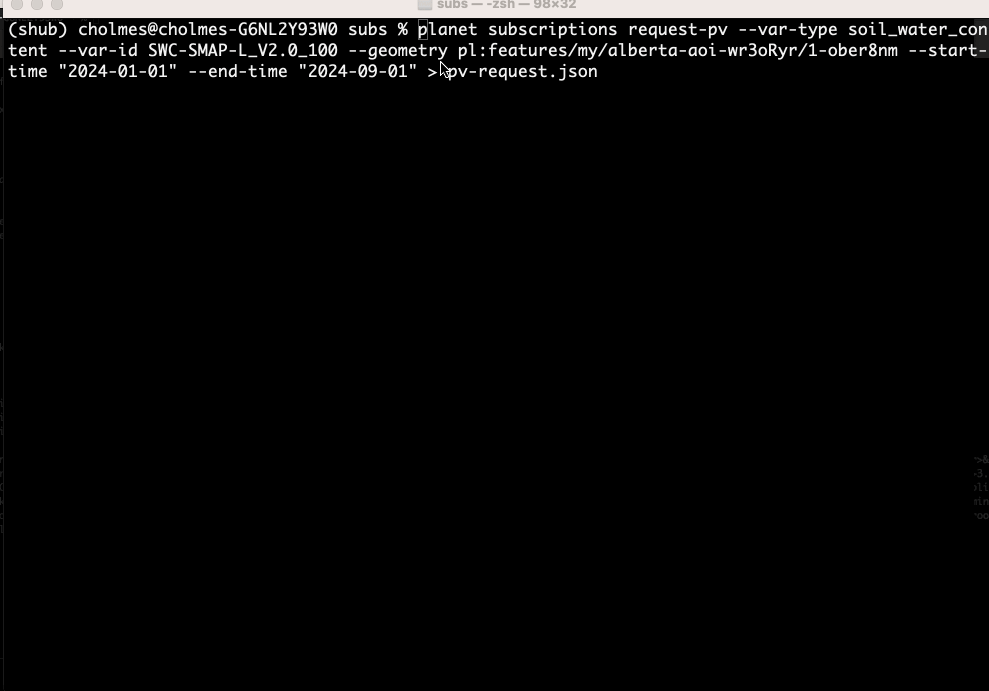 subs — -zsh — 98×32
(shub) cholmes@cholmes-G6NL2Y93W0 subs % planet subscriptions request-pv --var-type soil_water_con
tent --var-id SWC-SMAP-L_V2.0_100 --geometry pl:features/my/alberta-aoi-wr3oRyr/1-ober8nm --start-
time "2024-01-01" --end-time "2024-09-01" > pv-request.json